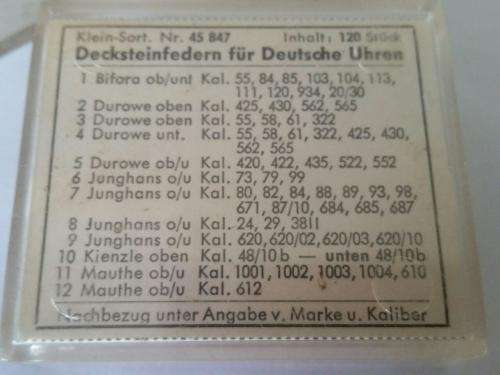 Klein-Sort. Nr. 45 847 Inhalt: 120 Stück
Decksteinfedern für Deutsche Uhren
1 Bifora ob/unt Kal. 55, 84, 85, 103, 104, 113,
111, 120, 934, 20/30
2 Durowe oben Kal. 425, 430, 562, 565
3 Durowe oben Kal. 55, 58, 61, 322
4 Durowe unt. Kal. 55, 58, 61, 322, 425, 430,
562, 565
5 Durowe ob/u Kal. 420, 422, 435, 522, 552
6 Junghans o/u Kal. 73, 79, 99
7 Junghans o/u Kal. 80, 82, 84, 88, 89, 93, 98,
671, 87/10, 684, 685, 687
8 Junghans o/u Kal. 24, 29, 38II
9 Junghans o/u Kal. 620, 620/02, 620/03, 620/10
10 Kienzle oben Kal. 48/10 b — unten 48/10 b
11 Mauthe ob/u Kal. 1001, 1002, 1003, 1004, 610
12 Mauthe ob/u Kal. 612
Nachbezug unter Angabe v. Marke u. Kaliber